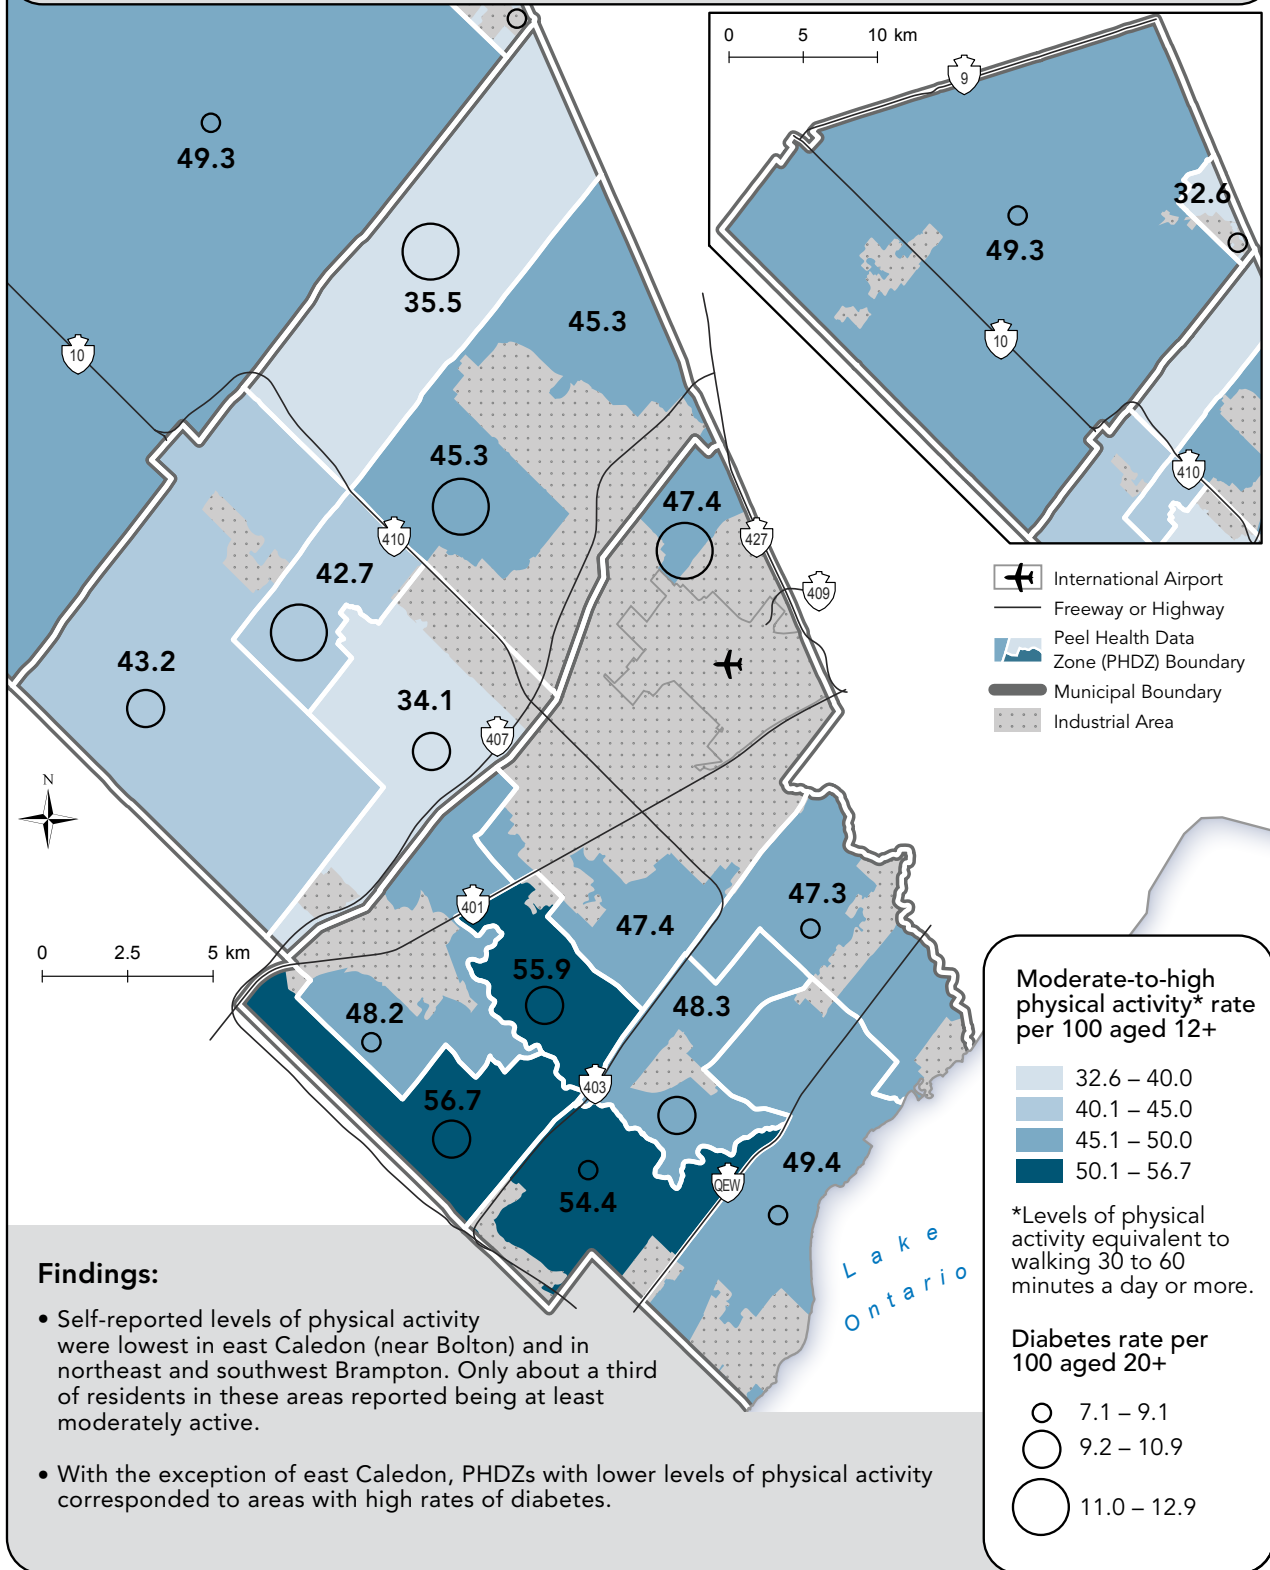 0 5 10 km
9
32.6
49.3
10
410
49.3
35.5
45.3
10
45.3
47.4
410
427
42.7
409
43.2
34.1
407
N
401
47.3
47.4
0 2.5 5 km
55.9
48.3
48.2
403
56.7
49.4
QEW
54.4
Lake
Ontario
International Airport
Freeway or Highway
Peel Health Data
Zone (PHDZ) Boundary
Municipal Boundary
Industrial Area
Moderate-to-high
physical activity* rate
per 100 aged 12+
32.6 – 40.0
40.1 – 45.0
45.1 – 50.0
50.1 – 56.7
*Levels of physical
activity equivalent to
walking 30 to 60
minutes a day or more.
Diabetes rate per
100 aged 20+
7.1 – 9.1
9.2 – 10.9
11.0 – 12.9
Findings:
• Self-reported levels of physical activity
were lowest in east Caledon (near Bolton) and in
northeast and southwest Brampton. Only about a third
of residents in these areas reported being at least
moderately active.
• With the exception of east Caledon, PHDZs with lower levels of physical activity
corresponded to areas with high rates of diabetes.